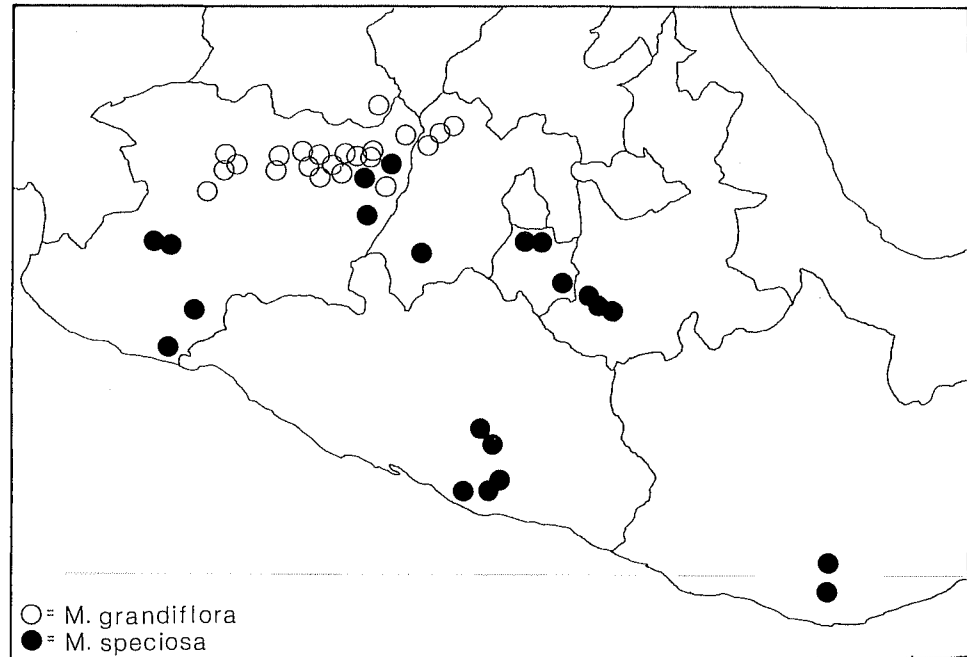 ○= M. grandiflora
●= M. speciosa